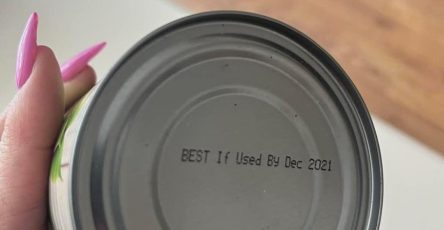 BEST If Used By Dec 2021